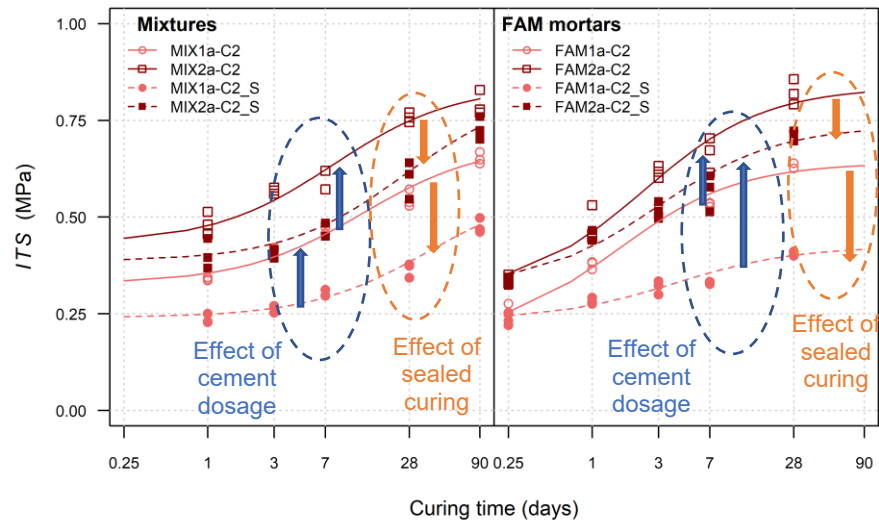 Mixtures
MIX1a-C2
MIX2a-C2
MIX1a-C2_S
MIX2a-C2_S
FAM mortars
FAM1a-C2
FAM2a-C2
FAM1a-C2_S
FAM2a-C2_S
1.00
0.75
0.50
0.25
0.00
ITS (MPa)
Effect of
cement
dosage
Effect of
sealed
curing
Effect of
cement
dosage
Effect of
sealed
curing
0.25 1 3 7 28 90 0.25 1 3 7 28 90
Curing time (days)